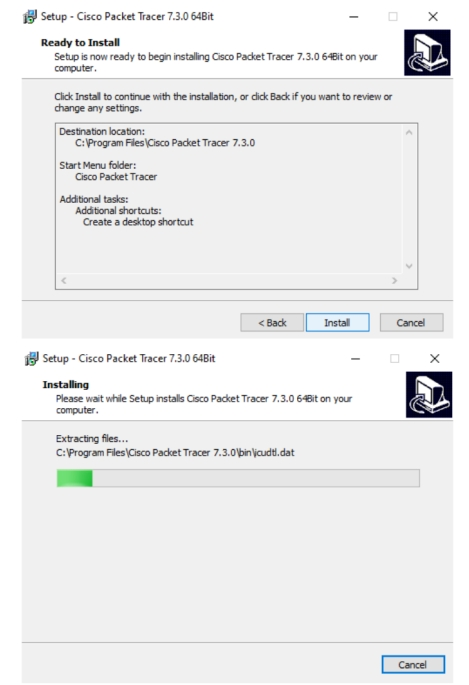 Setup - Cisco Packet Tracer 7.3.0 64Bit
Ready to Install
Setup is now ready to begin installing Cisco Packet Tracer 7.3.0 64Bit on your
computer.
Click Install to continue with the installation, or click Back if you want to review or
change any settings.
Destination location:
C:\Program Files\Cisco Packet Tracer 7.3.0
Start Menu folder:
Cisco Packet Tracer
Additional tasks:
Additional shortcuts:
Create a desktop shortcut
< Back Install Cancel
Setup - Cisco Packet Tracer 7.3.0 64Bit
Installing
Please wait while Setup installs Cisco Packet Tracer 7.3.0 64Bit on your
computer.
Extracting files...
C:\Program Files\Cisco Packet Tracer 7.3.0\bin\icudtl.dat
Cancel